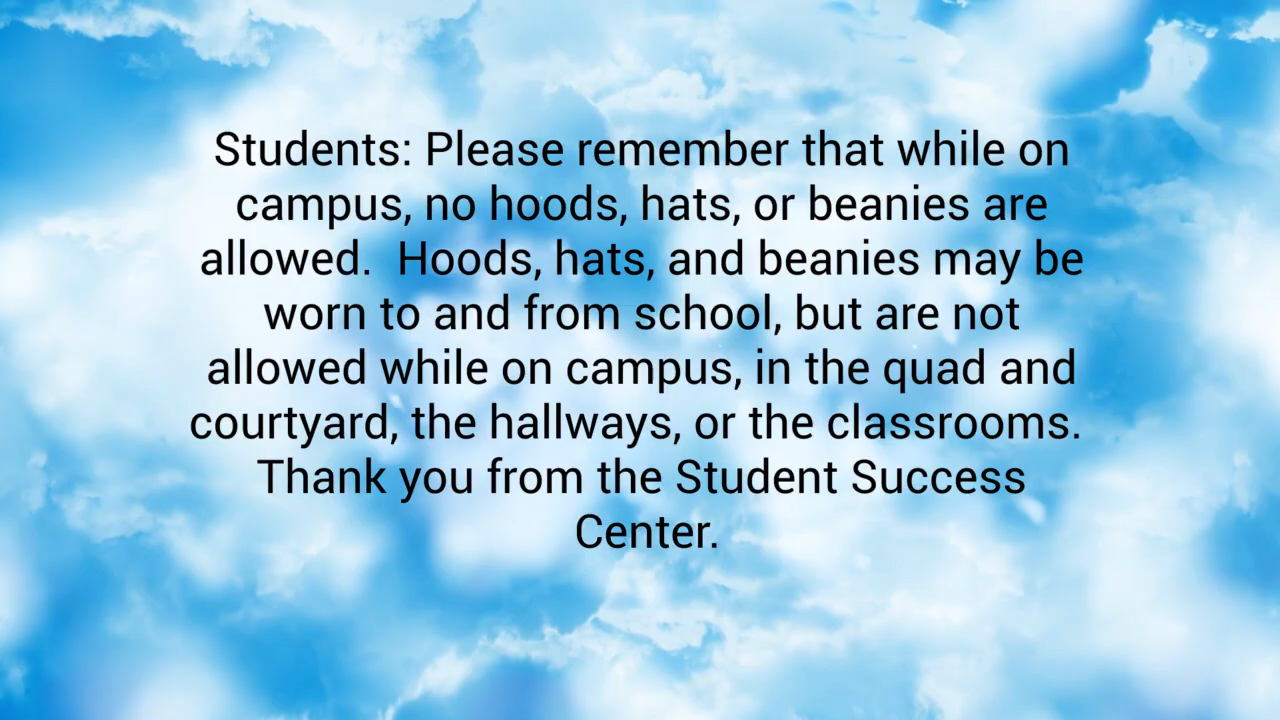 Students: Please remember that while on
campus, no hoods, hats, or beanies are
allowed.  Hoods, hats, and beanies may be
worn to and from school, but are not
allowed while on campus, in the quad and
courtyard, the hallways, or the classrooms.
Thank you from the Student Success
Center.